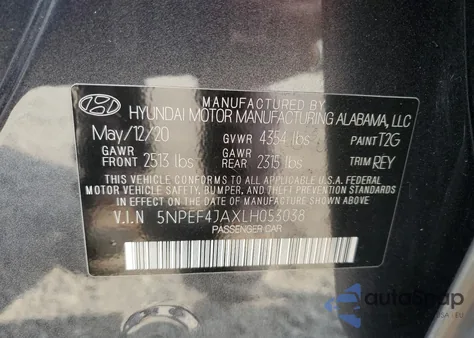 MANUFACTURED BY
HYUNDAI MOTOR MANUFACTURING ALABAMA, LLC
May/12/20 GVWR 4354 lbs PAINT T2G
GAWR FRONT 2513 lbs GAWR REAR 2315 lbs TRIM REY
THIS VEHICLE CONFORMS TO ALL APPLICABLE U.S.A. FEDERAL
MOTOR VEHICLE SAFETY, BUMPER, AND THEFT PREVENTION STANDARDS
IN EFFECT ON THE DATE OF MANUFACTURE SHOWN ABOVE.
V.I.N 5NPEF4JAXLH053038
PASSENGER CAR
autoSnap